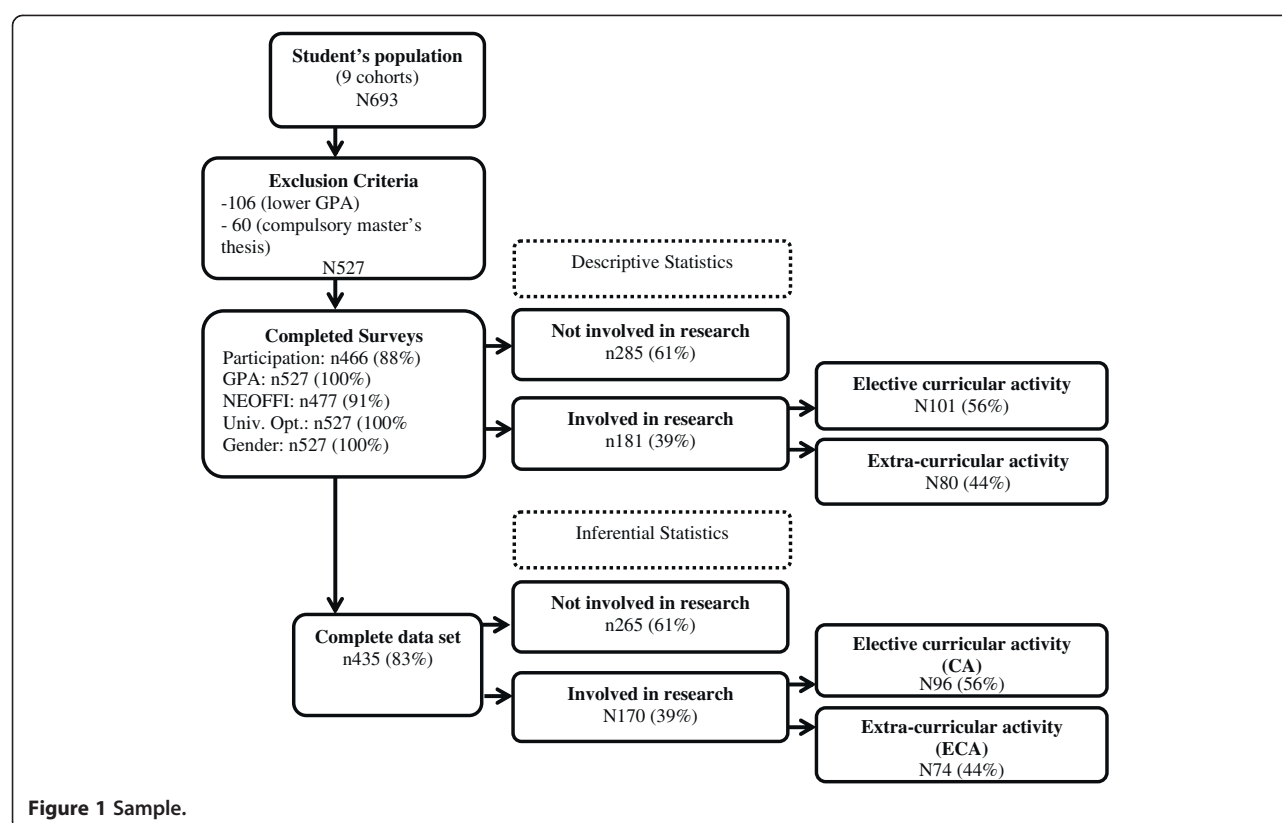 Student's population
(9 cohorts)
N693
Exclusion Criteria
-106 (lower GPA)
- 60 (compulsory master's
thesis)
N527
Descriptive Statistics
Completed Surveys
Participation: n466 (88%)
GPA: n527 (100%)
NEOFFI: n477 (91%)
Univ. Opt.: n527 (100%
Gender: n527 (100%)
Not involved in research
n285 (61%)
Involved in research
n181 (39%)
Elective curricular activity
N101 (56%)
Extra-curricular activity
N80 (44%)
Inferential Statistics
Complete data set
n435 (83%)
Not involved in research
n265 (61%)
Involved in research
N170 (39%)
Elective curricular activity
(CA)
N96 (56%)
Extra-curricular activity
(ECA)
N74 (44%)
Figure 1 Sample.